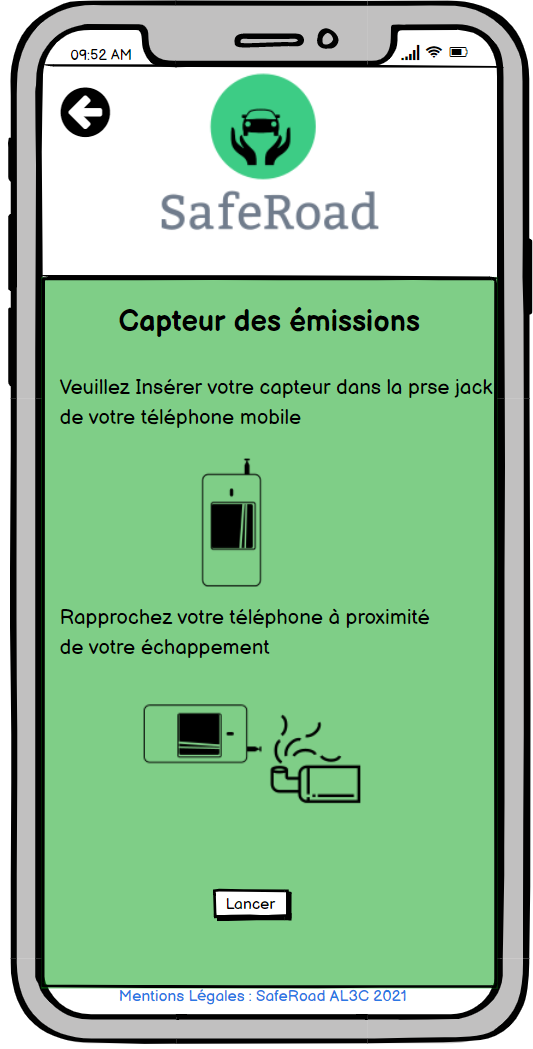 09:52 AM
SafeRoad
Capteur des émissions
Veuillez Insérer votre capteur dans la prse jack
de votre téléphone mobile
Rapprochez votre téléphone à proximité
de votre échappement
Lancer
Mentions Légales : SafeRoad AL3C 2021